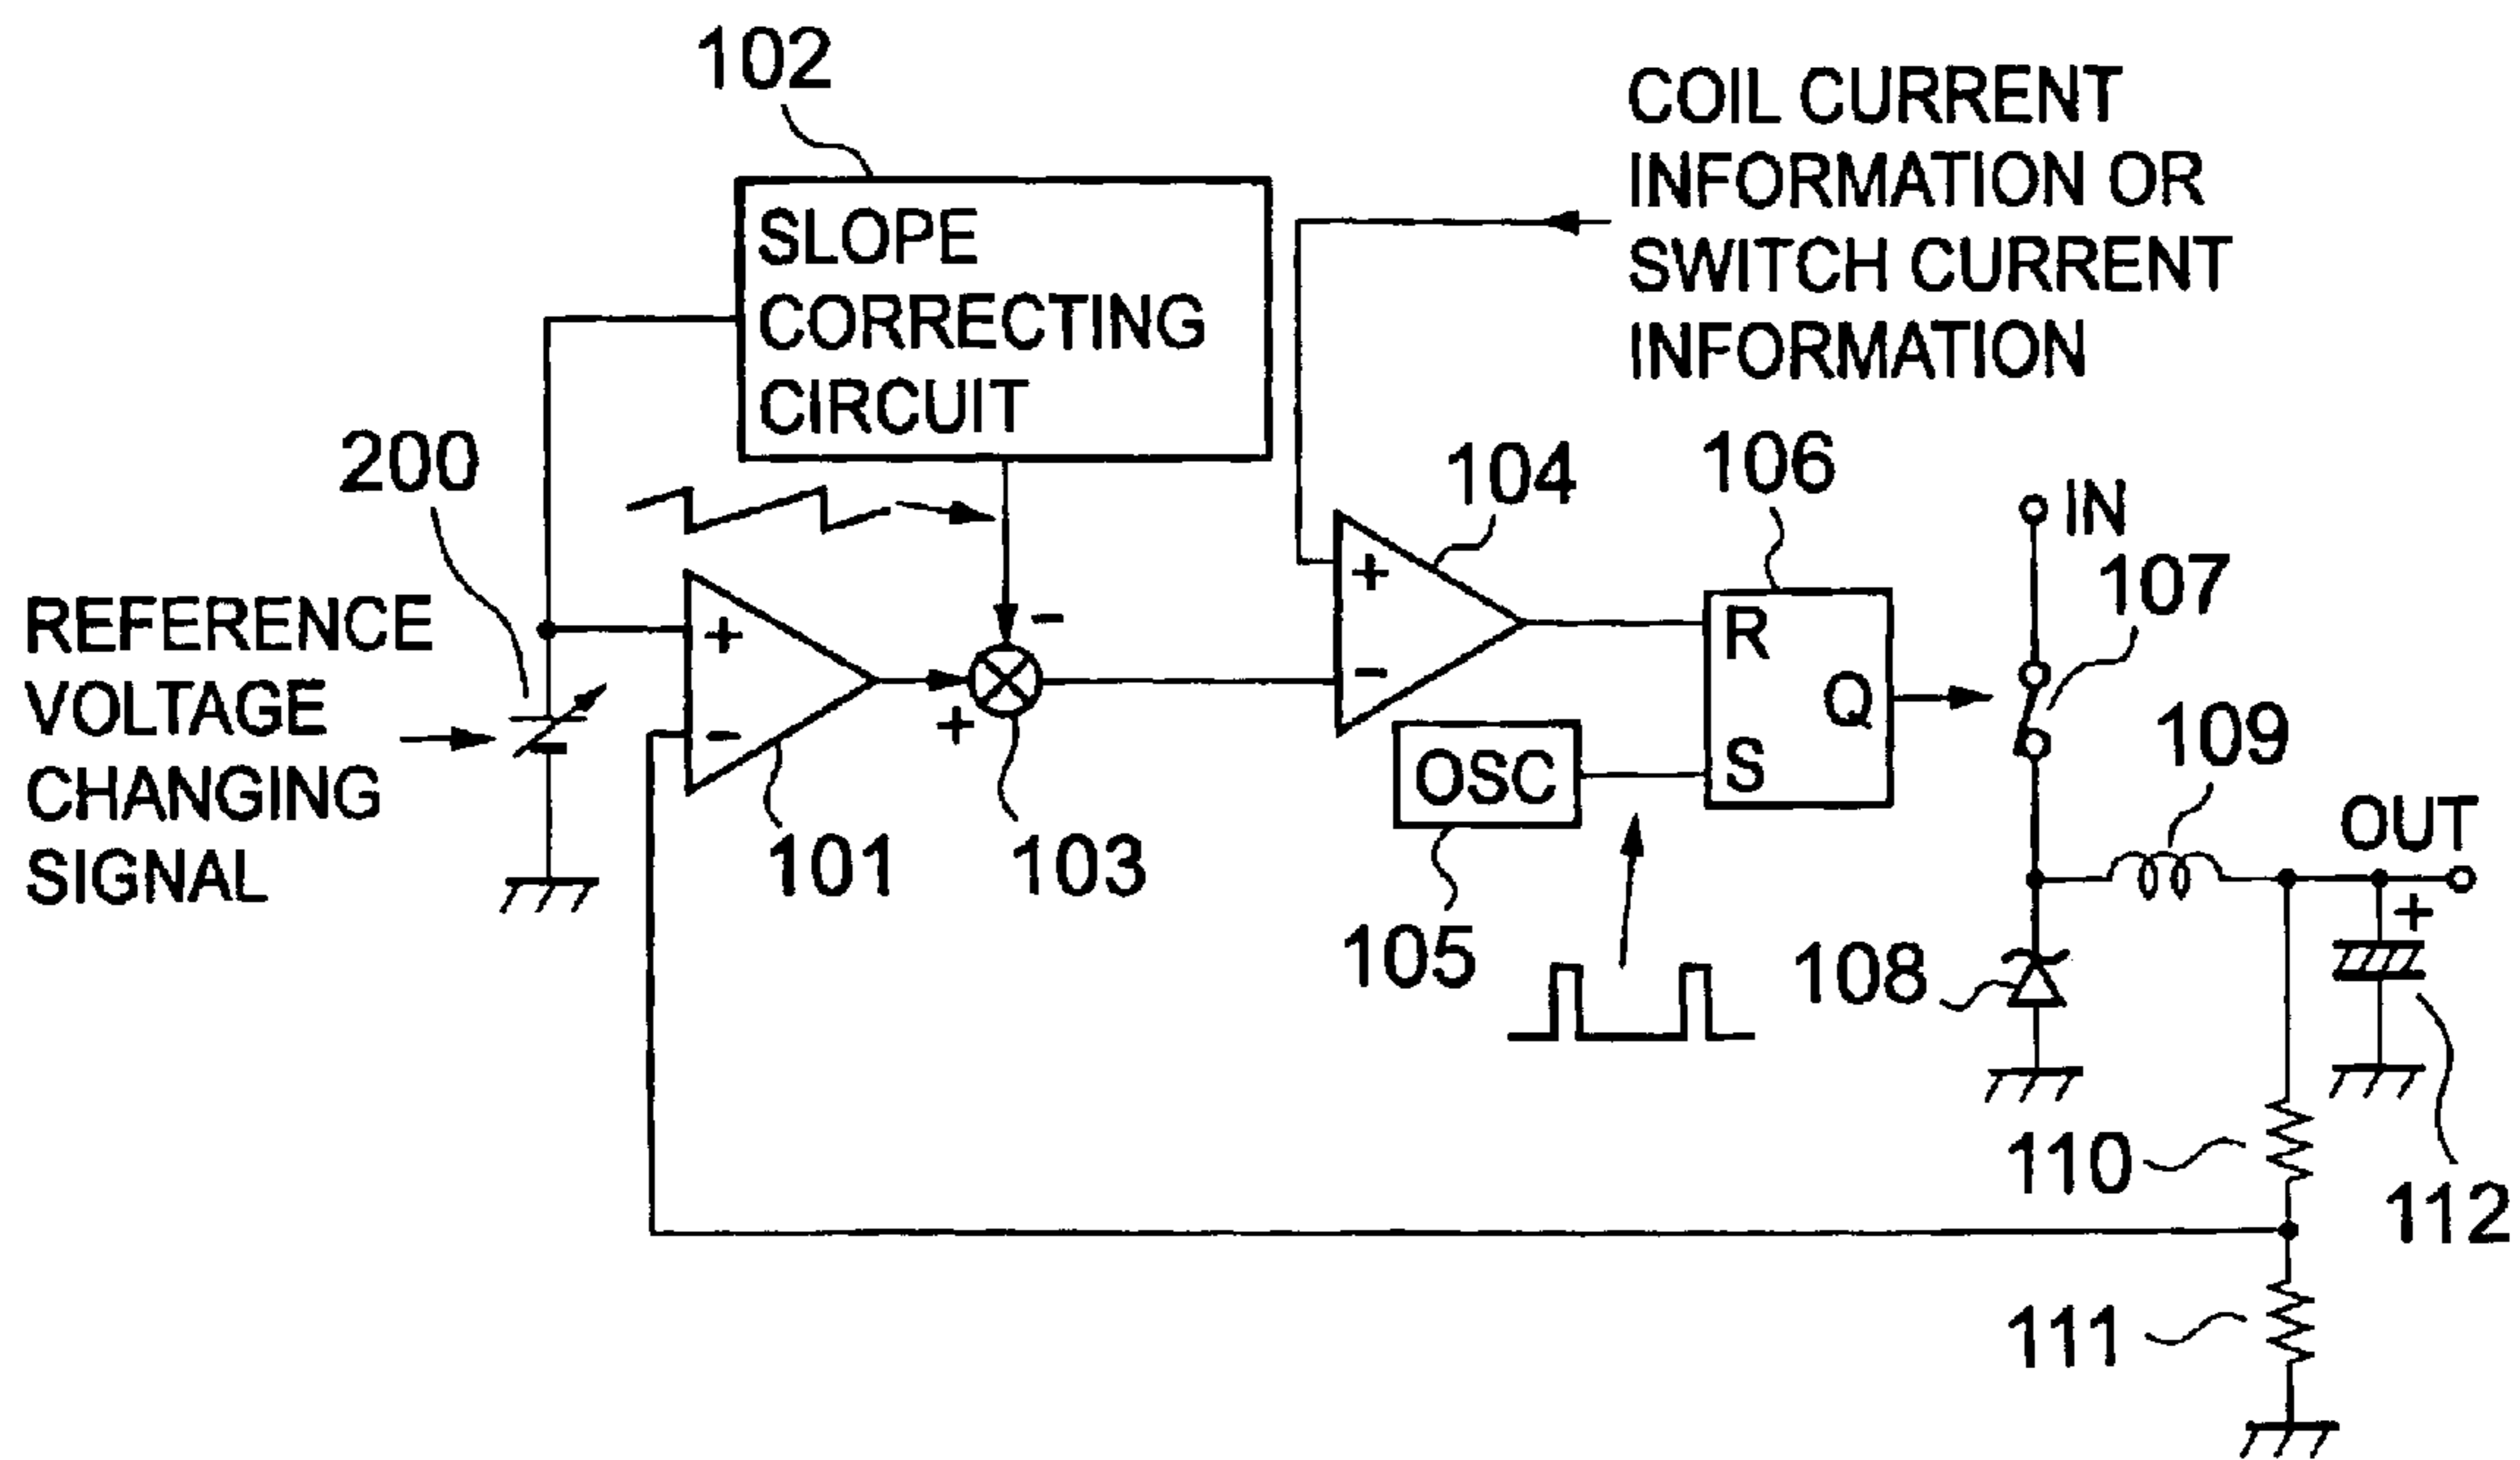 102
COIL CURRENT
INFORMATION OR
SWITCH CURRENT
INFORMATION
SLOPE
CORRECTING
CIRCUIT
200
104
106
IN
107
REFERENCE
VOLTAGE
CHANGING
SIGNAL
+
-
-
+
+
-
R
Q
S
OSC
109
OUT
+
101
103
105
108
110
112
111